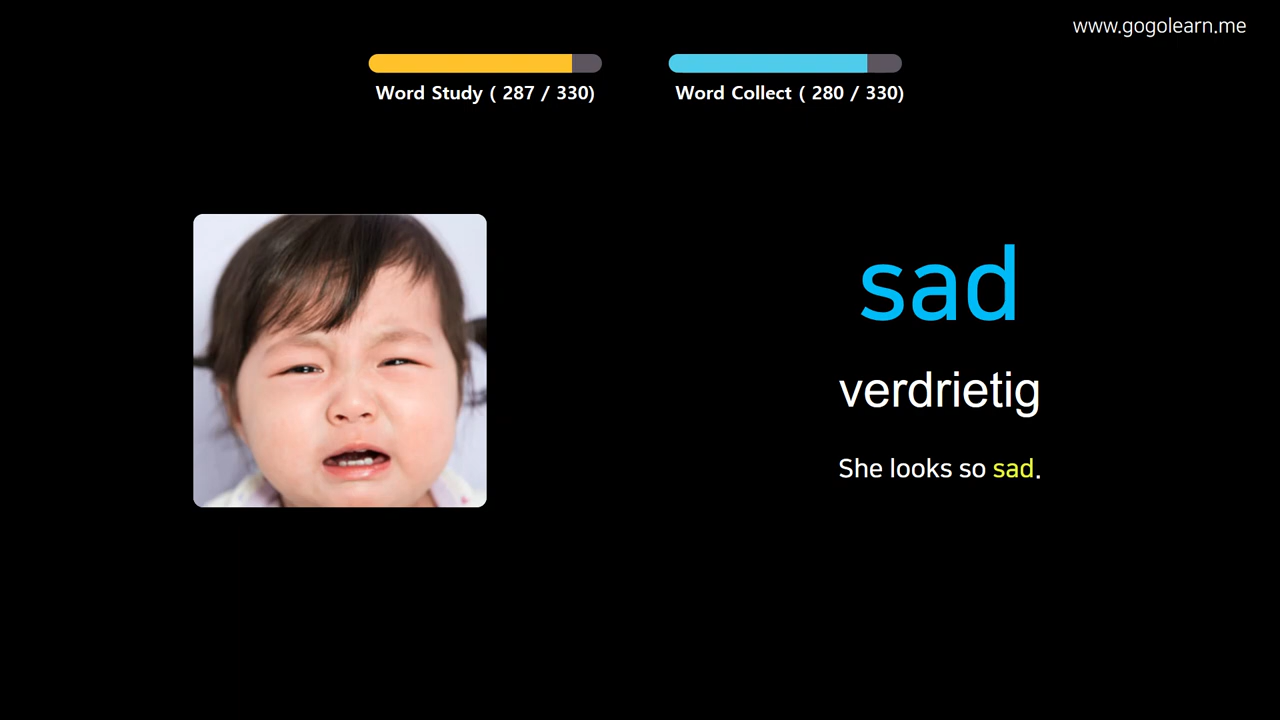 www.gogolearn.me
Word Study ( 287 / 330)
Word Collect ( 280 / 330)
sad
verdrietig
She looks so sad.